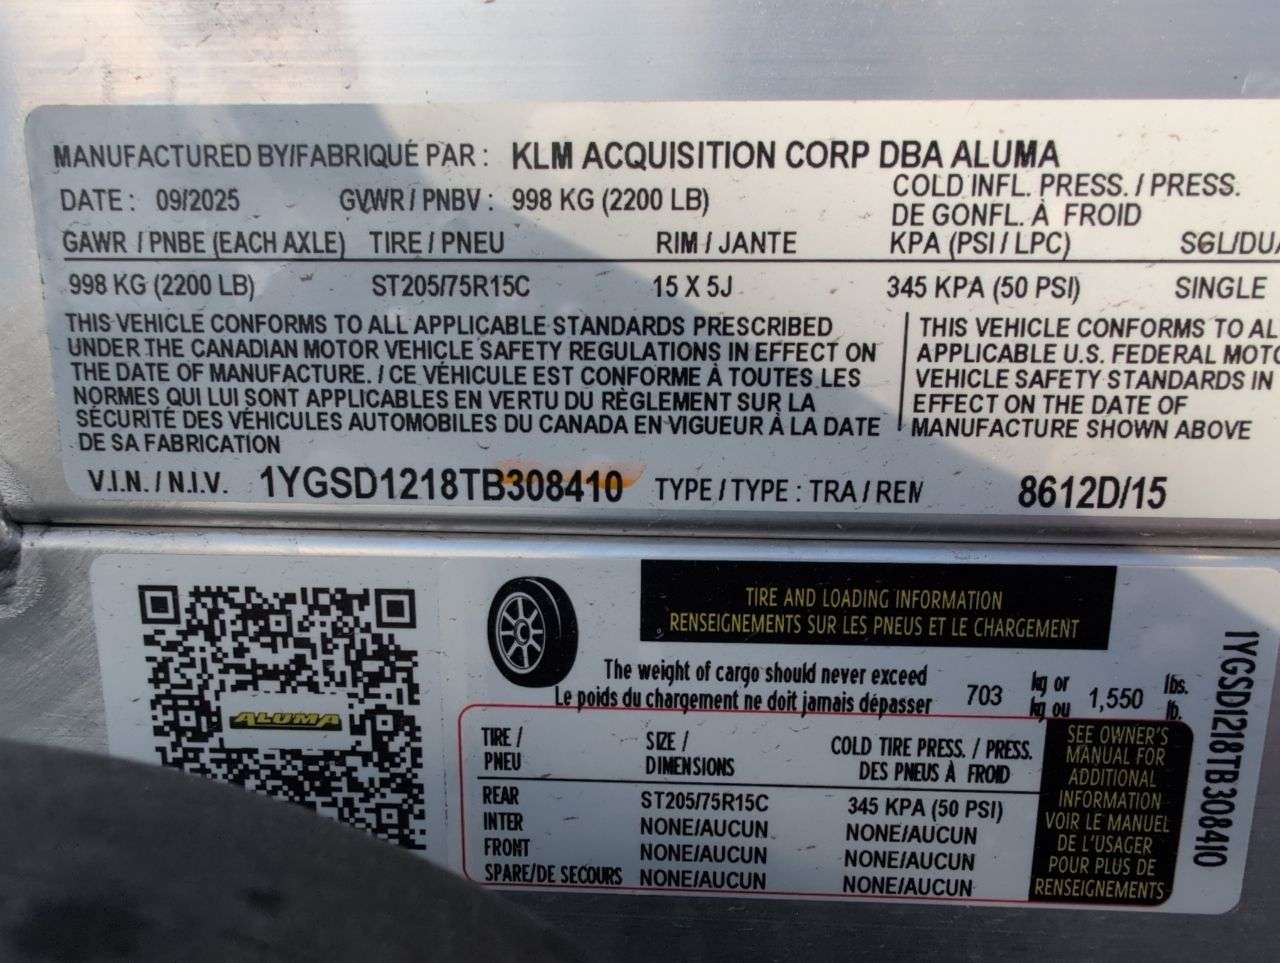 MANUFACTURED BY/FABRIQUÉ PAR : KLM ACQUISITION CORP DBA ALUMA
DATE : 09/2025 GVWR / PNBV : 998 KG (2200 LB) COLD INFL. PRESS. / PRESS.
DE GONFL. À FROID
GAWR / PNBE (EACH AXLE) TIRE / PNEU RIM / JANTE KPA (PSI / LPC) SGL/DU
998 KG (2200 LB) ST205/75R15C 15 X 5J 345 KPA (50 PSI) SINGLE
THIS VEHICLE CONFORMS TO ALL APPLICABLE STANDARDS PRESCRIBED
UNDER THE CANADIAN MOTOR VEHICLE SAFETY REGULATIONS IN EFFECT ON
THE DATE OF MANUFACTURE. / CE VÉHICULE EST CONFORME À TOUTES LES
NORMES QUI LUI SONT APPLICABLES EN VERTU DU RÈGLEMENT SUR LA
SÉCURITÉ DES VÉHICULES AUTOMOBILES DU CANADA EN VIGUEUR À LA DATE
DE SA FABRICATION
THIS VEHICLE CONFORMS TO AL
APPLICABLE U.S. FEDERAL MOTO
VEHICLE SAFETY STANDARDS IN
EFFECT ON THE DATE OF
MANUFACTURE SHOWN ABOVE
V.I.N. / N.I.V. 1YGSD1218TB308410 TYPE / TYPE : TRA / REM 8612D/15
ALUMA
TIRE AND LOADING INFORMATION
RENSEIGNEMENTS SUR LES PNEUS ET LE CHARGEMENT
The weight of cargo should never exceed
Le poids du chargement ne doit jamais dépasser
703 kg or
kg ou 1,550 lbs.
lb.
TIRE /
PNEU
SIZE /
DIMENSIONS
COLD TIRE PRESS. / PRESS.
DES PNEUS À FROID
REAR ST205/75R15C 345 KPA (50 PSI)
INTER NONE/AUCUN NONE/AUCUN
FRONT NONE/AUCUN NONE/AUCUN
SPARE/DE SECOURS NONE/AUCUN NONE/AUCUN
SEE OWNER'S
MANUAL FOR
ADDITIONAL
INFORMATION
VOIR LE MANUEL
DE L'USAGER
POUR PLUS DE
RENSEIGNEMENTS
1YGSD1218TB308410